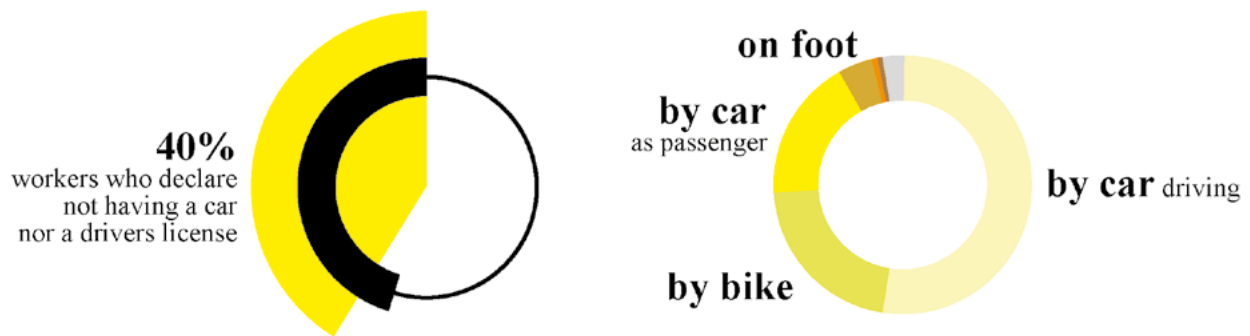 40%
workers who declare
not having a car
nor a drivers license
on foot
by car
as passenger
by car driving
by bike